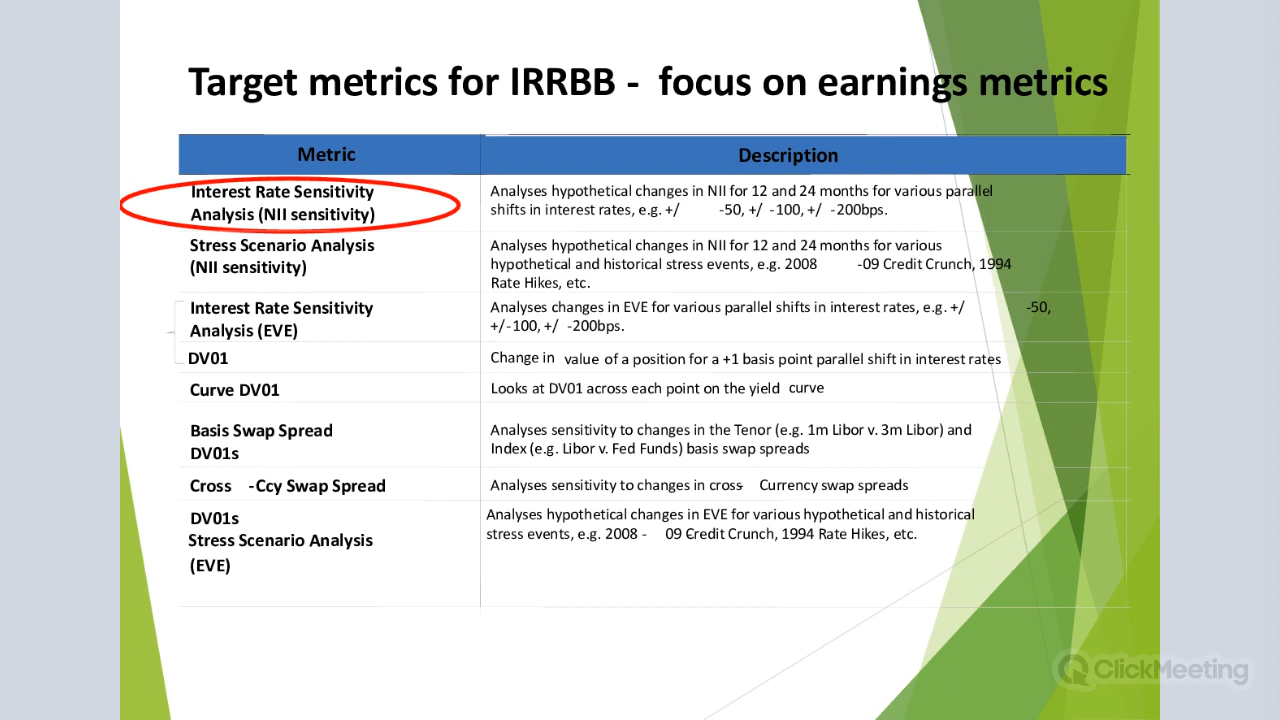 Target metrics for IRRBB - focus on earnings metrics
Metric
Description
Interest Rate Sensitivity
Analysis (NII sensitivity)
Analyses hypothetical changes in NII for 12 and 24 months for various parallel
shifts in interest rates, e.g. +/ -50, +/ -100, +/ -200bps.
Stress Scenario Analysis
(NII sensitivity)
Analyses hypothetical changes in NII for 12 and 24 months for various
hypothetical and historical stress events, e.g. 2008 -09 Credit Crunch, 1994
Rate Hikes, etc.
Interest Rate Sensitivity
Analysis (EVE)
Analyses changes in EVE for various parallel shifts in interest rates, e.g. +/ -50,
+/-100, +/ -200bps.
DV01
Change in value of a position for a +1 basis point parallel shift in interest rates
Curve DV01
Looks at DV01 across each point on the yield curve
Basis Swap Spread
DV01s
Analyses sensitivity to changes in the Tenor (e.g. 1m Libor v. 3m Libor) and
Index (e.g. Libor v. Fed Funds) basis swap spreads
Cross -Ccy Swap Spread
Analyses sensitivity to changes in cross- Currency swap spreads
DV01s
Stress Scenario Analysis
(EVE)
Analyses hypothetical changes in EVE for various hypothetical and historical
stress events, e.g. 2008 - 09 Credit Crunch, 1994 Rate Hikes, etc.
ClickMeeting